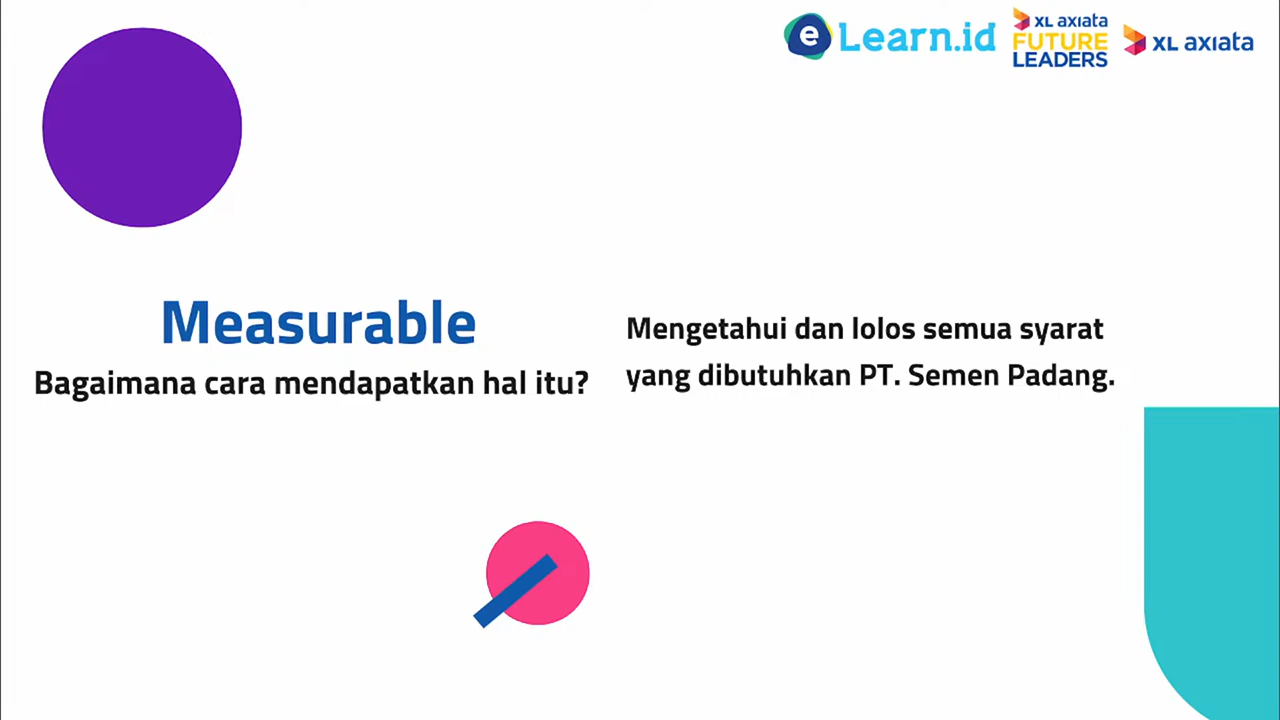 e Learn.id
XL axiata
FUTURE
LEADERS
XL axiata
Measurable
Bagaimana cara mendapatkan hal itu?
Mengetahui dan lolos semua syarat
yang dibutuhkan PT. Semen Padang.